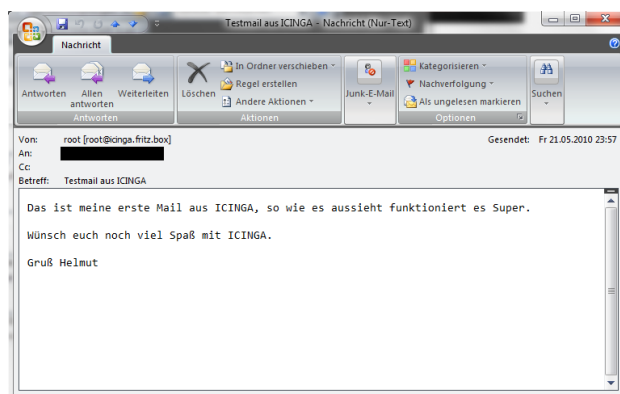 Testmail aus ICINGA - Nachricht (Nur-Text)
Nachricht
Antworten
Allen antworten
Weiterleiten
Antworten
Löschen
In Ordner verschieben
Regel erstellen
Andere Aktionen
Aktionen
Junk-E-Mail
Kategorisieren
Nachverfolgung
Als ungelesen markieren
Optionen
Suchen
Von: root [root@icinga.fritz.box]
Gesendet: Fr 21.05.2010 23:57
An:
Cc:
Betreff: Testmail aus ICINGA
Das ist meine erste Mail aus ICINGA, so wie es aussieht funktioniert es Super.
Wünsch euch noch viel Spaß mit ICINGA.
Gruß Helmut